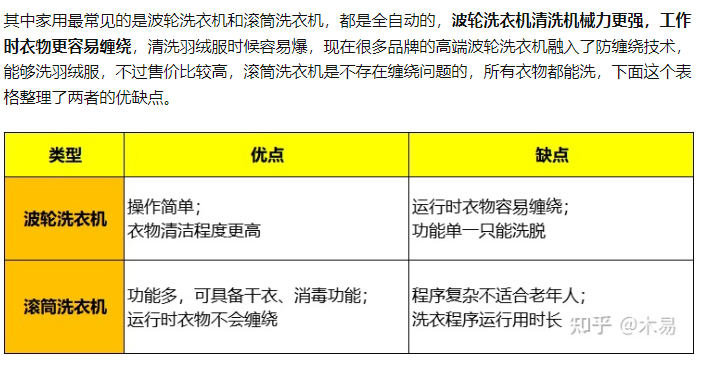 其中家用最常见的是波轮洗衣机和滚筒洗衣机，都是全自动的，波轮洗衣机清洗机械力更强，工作
时衣物更容易缠绕，清洗羽绒服时候容易爆，现在很多品牌的高端波轮洗衣机融入了防缠绕技术，
能够洗羽绒服，不过售价比较高，滚筒洗衣机是不存在缠绕问题的，所有衣物都能洗，下面这个表
格整理了两者的优缺点。
类型 优点 缺点
波轮洗衣机
操作简单；
衣物清洁程度更高
运行时衣物容易缠绕；
功能单一只能洗脱
滚筒洗衣机
功能多，可具备干衣、消毒功能；
运行时衣物不会缠绕
程序复杂不适合老年人；
洗衣程序运行用时长
知乎 @木易